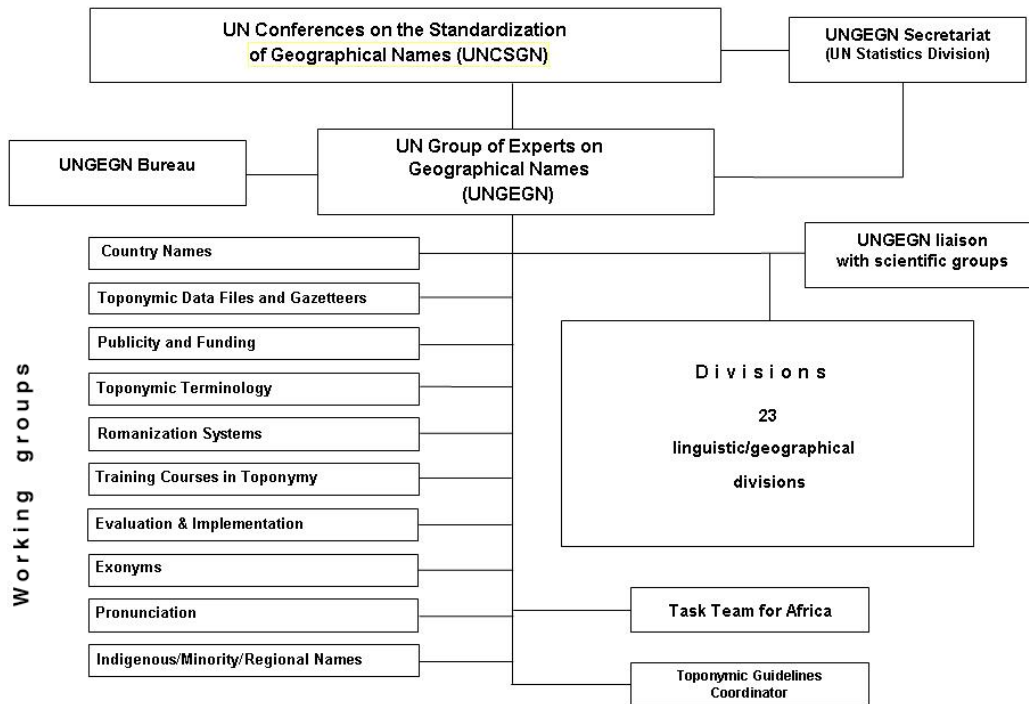 UN Conferences on the Standardization
of Geographical Names (UNCSGN)
UNGEGN Secretariat
(UN Statistics Division)
UNGEGN Bureau
UN Group of Experts on
Geographical Names
(UNGEGN)
UNGEGN liaison
with scientific groups
Working groups
Country Names
Toponymic Data Files and Gazetteers
Publicity and Funding
Toponymic Terminology
Romanization Systems
Training Courses in Toponymy
Evaluation & Implementation
Exonyms
Pronunciation
Indigenous/Minority/Regional Names
Divisions
23
linguistic/geographical
divisions
Task Team for Africa
Toponymic Guidelines
Coordinator